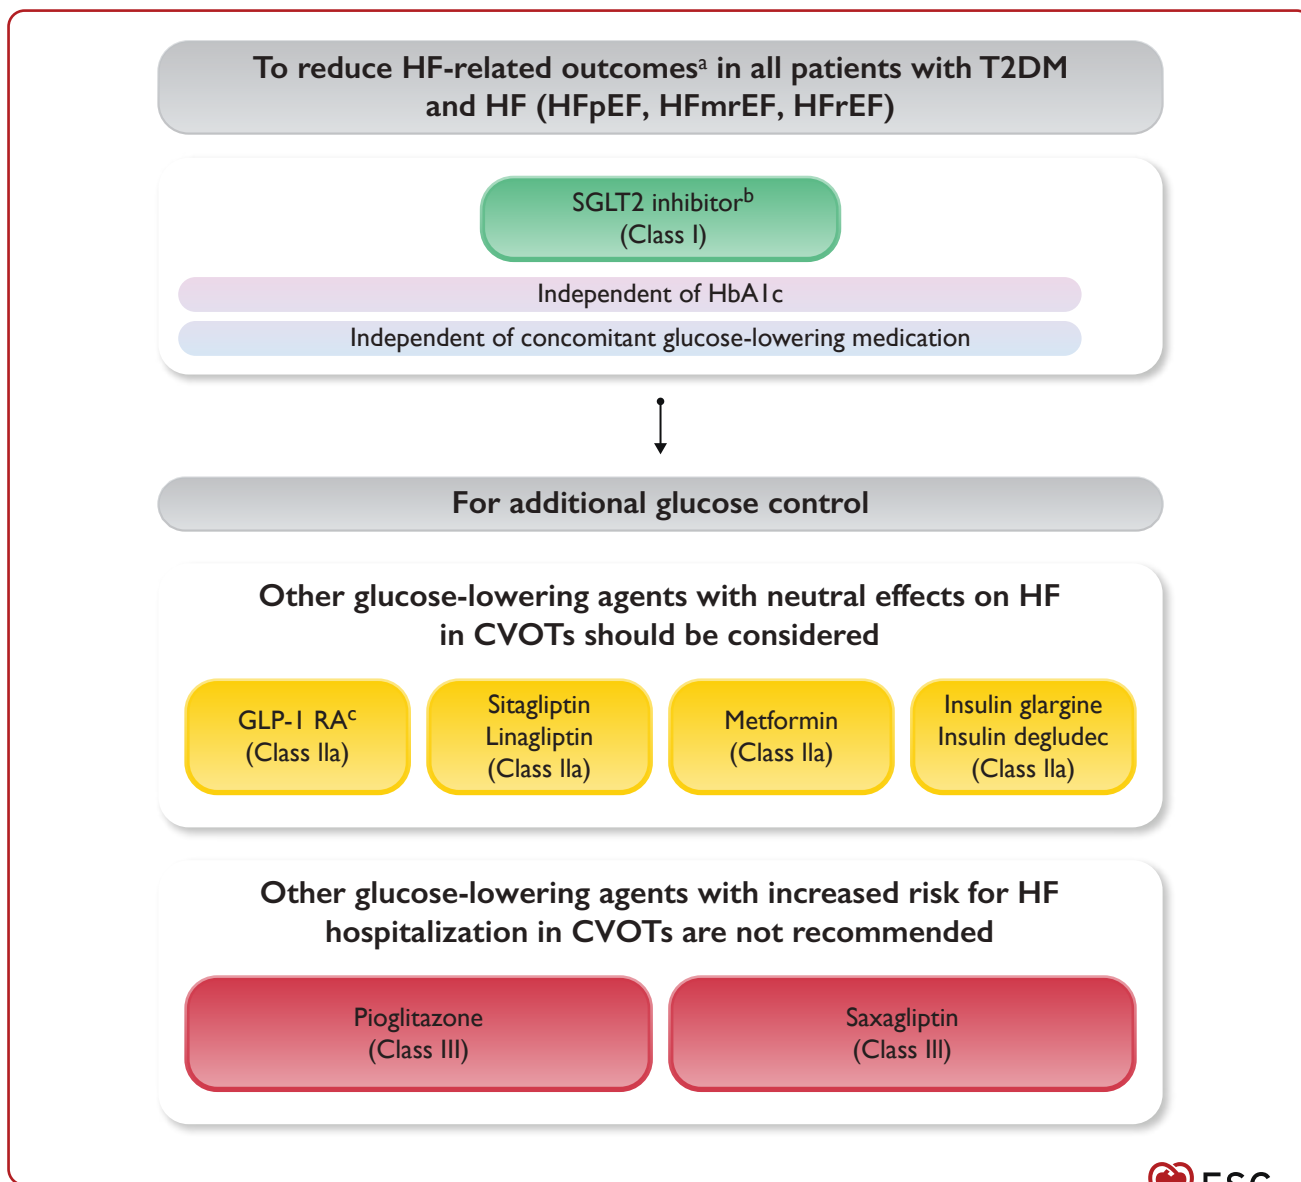 To reduce HF-related outcomesᵃ in all patients with T2DM
and HF (HFpEF, HFmrEF, HFrEF)
SGLT2 inhibitorᵇ
(Class I)
Independent of HbA1c
Independent of concomitant glucose-lowering medication
For additional glucose control
Other glucose-lowering agents with neutral effects on HF
in CVOTs should be considered
GLP-1 RAᶜ
(Class IIa)
Sitagliptin
Linagliptin
(Class IIa)
Metformin
(Class IIa)
Insulin glargine
Insulin degludec
(Class IIa)
Other glucose-lowering agents with increased risk for HF
hospitalization in CVOTs are not recommended
Pioglitazone
(Class III)
Saxagliptin
(Class III)
ESC